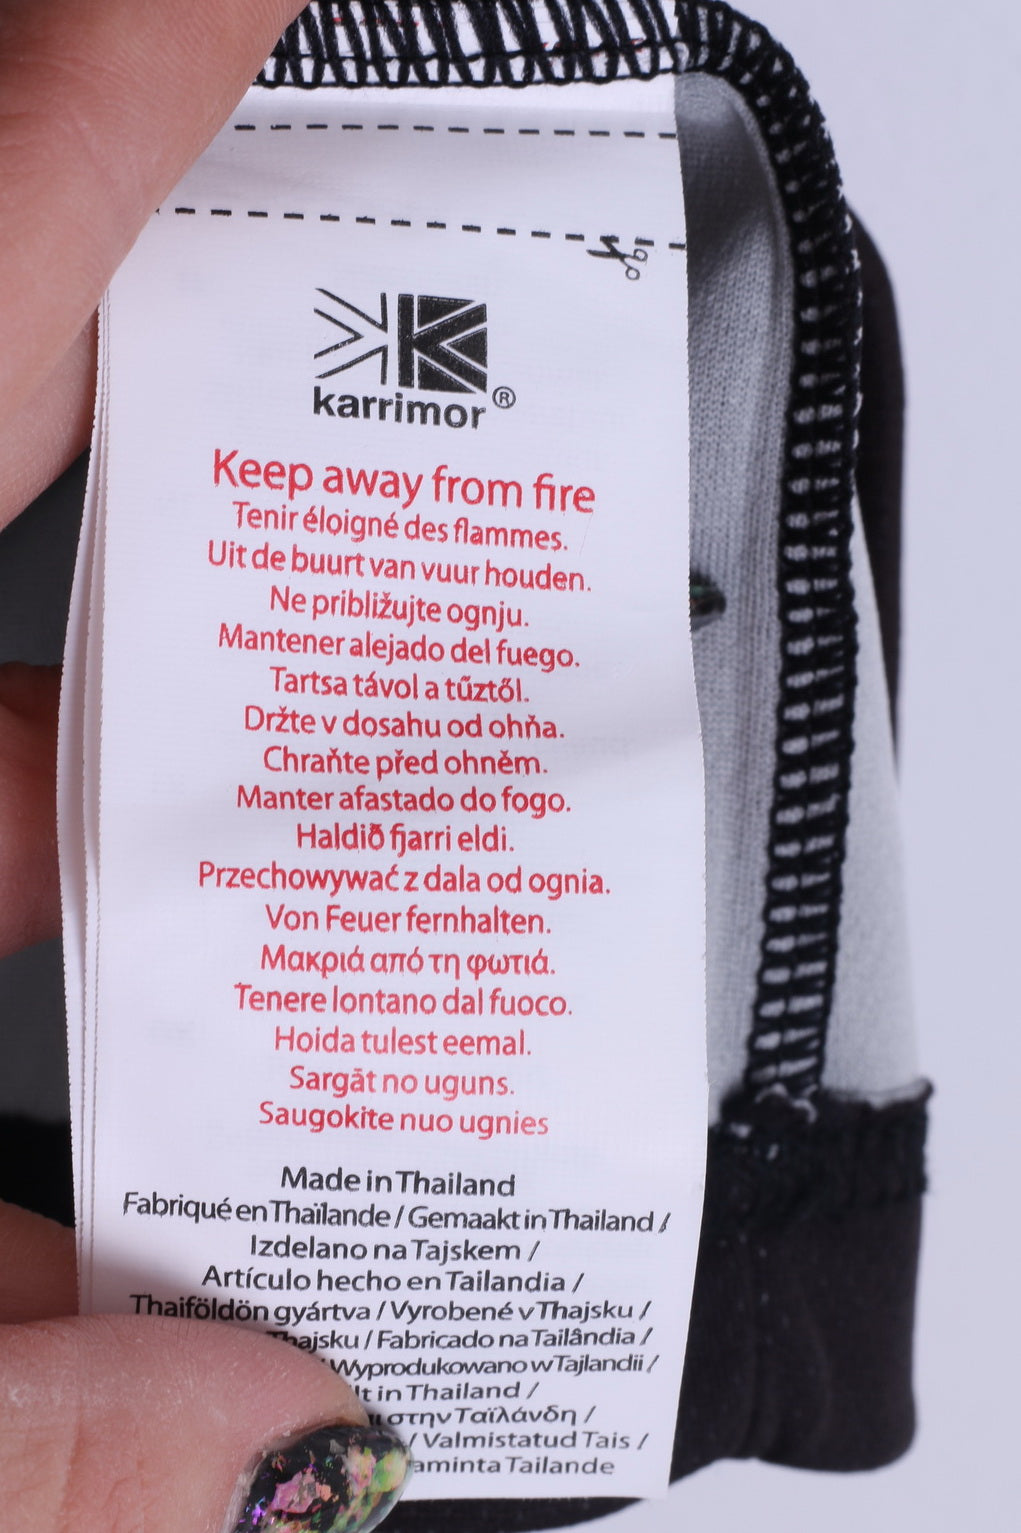 karrimor®
Keep away from fire
Tenir éloigné des flammes.
Uit de buurt van vuur houden.
Ne približujte ognju.
Mantener alejado del fuego.
Tartsa távol a tűztől.
Držte v dosahu od ohňa.
Chraňte před ohněm.
Manter afastado do fogo.
Haldið fjarri eldi.
Przechowywać z dala od ognia.
Von Feuer fernhalten.
Μακριά από τη φωτιά.
Tenere lontano dal fuoco.
Hoida tulest eemal.
Sargāt no uguns.
Saugokite nuo ugnies
Made in Thailand
Fabriqué en Thaïlande / Gemaakt in Thailand /
Izdelano na Tajskem /
Artículo hecho en Tailandia /
Thaiföldön gyártva / Vyrobené v Thajsku /
Thajsku / Fabricado na Tailândia /
/ Wyprodukowano w Tajlandii /
in Thailand /
στην Ταϊλάνδη /
/ Valmistatud Tais /
Tailande